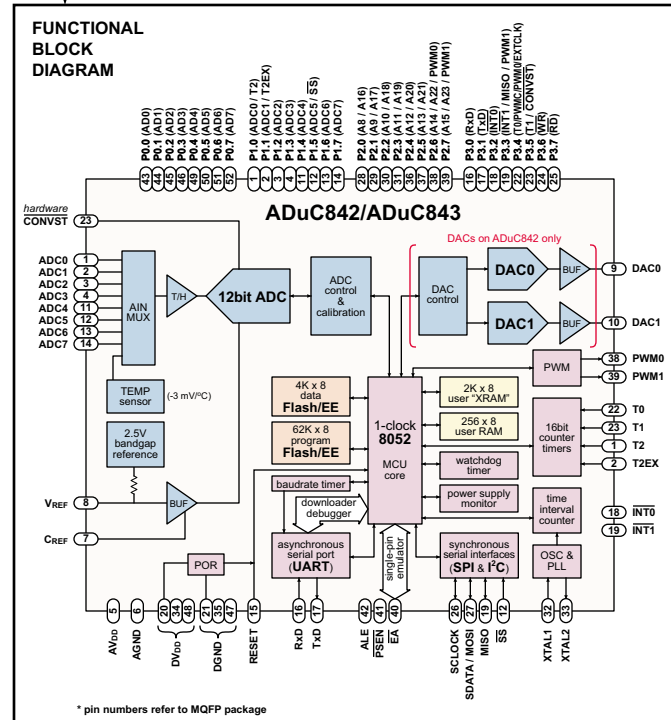 FUNCTIONAL
BLOCK
DIAGRAM
P0.0 (AD0)
P0.1 (AD1)
P0.2 (AD2)
P0.3 (AD3)
P0.4 (AD4)
P0.5 (AD5)
P0.6 (AD6)
P0.7 (AD7)
P1.0 (ADC0 / T2)
P1.1 (ADC1 / T2EX)
P1.2 (ADC2)
P1.3 (ADC3)
P1.4 (ADC4)
P1.5 (ADC5 / SS)
P1.6 (ADC6)
P1.7 (ADC7)
P2.0 (A8 / A16)
P2.1 (A9 / A17)
P2.2 (A10 / A18)
P2.3 (A11 / A19)
P2.4 (A12 / A20)
P2.5 (A13 / A21)
P2.6 (A14 / A22 / PWM0)
P2.7 (A15 / A23 / PWM1)
P3.0 (RxD)
P3.1 (TxD)
P3.2 (INT0)
P3.3 (INT1 / MISO / PWM1)
P3.4 (T0/PWMC/PWM0/EXTCLK)
P3.5 (T1 / CONVST)
P3.6 (WR)
P3.7 (RD)
43 44 45 46 49 50 51 52
1 2 3 4 11 12 13 14
28 29 30 31 36 37 38 39
16 17 18 19 22 23 24 25
ADuC842/ADuC843
hardware
CONVST 23
ADC0 1
ADC1 2
ADC2 3
ADC3 4
ADC4 11
ADC5 12
ADC6 13
ADC7 14
AIN
MUX
T/H
12bit ADC
ADC
control
&
calibration
DACs on ADuC842 only
DAC
control
DAC0
BUF
9 DAC0
DAC1
BUF
10 DAC1
TEMP
sensor
(-3 mV/ºC)
2.5V
bandgap
reference
VREF 8
CREF 7
BUF
4K x 8
data
Flash/EE
62K x 8
program
Flash/EE
1-clock
8052
MCU
core
2K x 8
user "XRAM"
256 x 8
user RAM
watchdog
timer
power supply
monitor
PWM
38 PWM0
39 PWM1
16bit
counter
timers
22 T0
23 T1
1 T2
2 T2EX
time
interval
counter
18 INT0
19 INT1
baudrate timer
downloader
debugger
asynchronous
serial port
(UART)
single-pin
emulator
synchronous
serial interfaces
(SPI & I2C)
OSC &
PLL
POR
5 6 20 34 48 21 35 47 15 16 17 42 41 40 26 27 19 12 32 33
AVDD
AGND
DVDD
DGND
RESET
RxD
TxD
ALE
PSEN
EA
SCLOCK
SDATA / MOSI
MISO
SS
XTAL1
XTAL2
* pin numbers refer to MQFP package